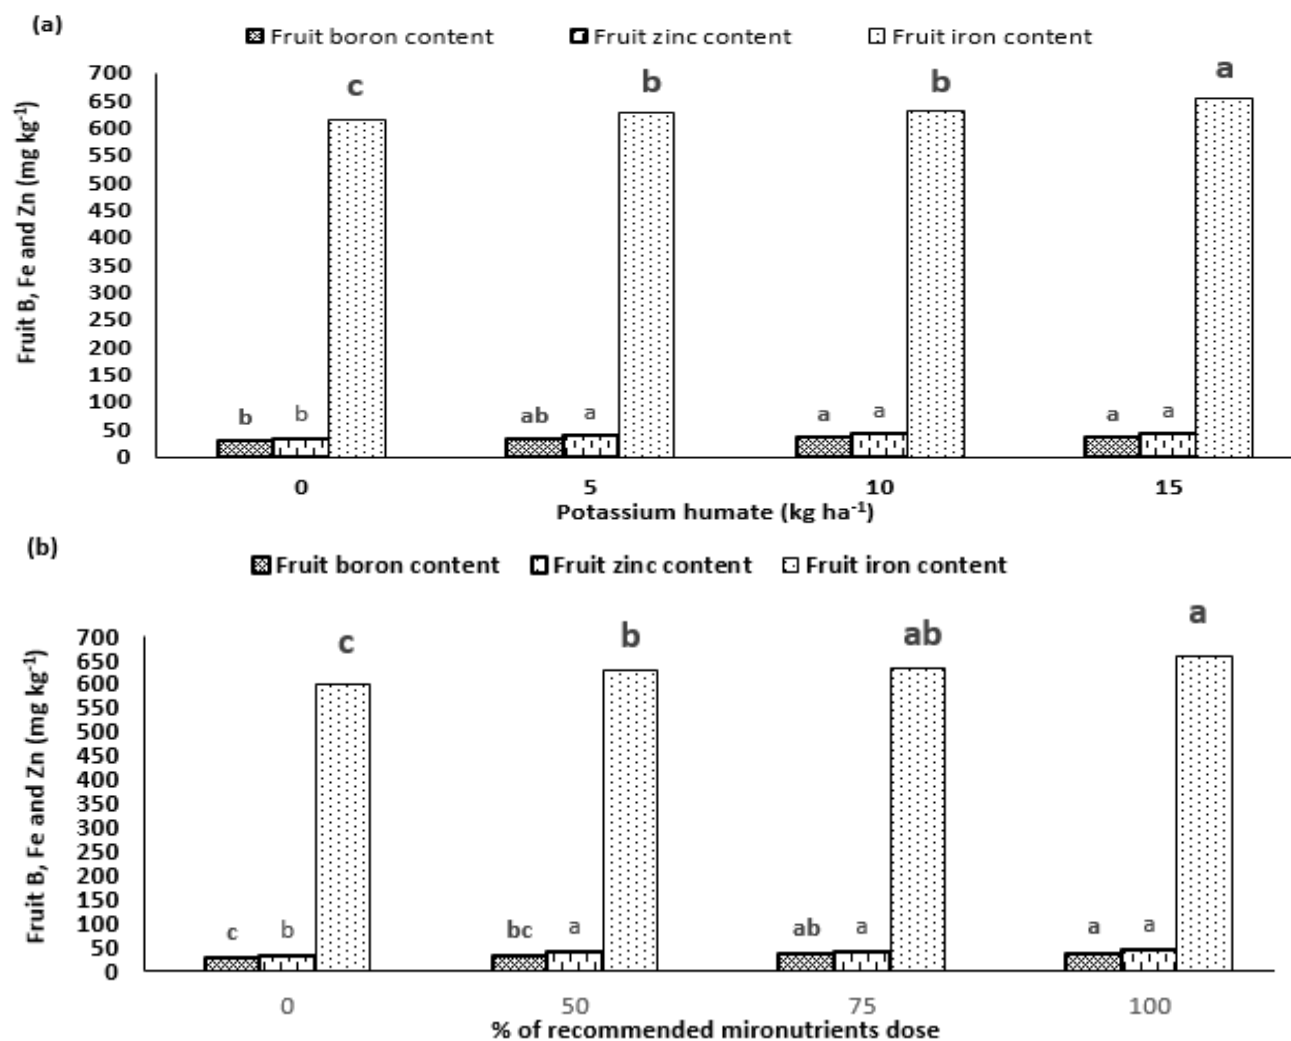 (a)
Fruit boron content Fruit zinc content Fruit iron content
Fruit B, Fe and Zn (mg kg⁻¹)
700
650
600
550
500
450
400
350
300
250
200
150
100
50
0
c b b a
b b ab a a a a a
0 5 10 15
Potassium humate (kg ha⁻¹)
(b)
Fruit boron content Fruit zinc content Fruit iron content
Fruit B, Fe and Zn (mg kg⁻¹)
700
650
600
550
500
450
400
350
300
250
200
150
100
50
0
c b ab a
c b bc a ab a a a
0 50 75 100
% of recommended mironutrients dose